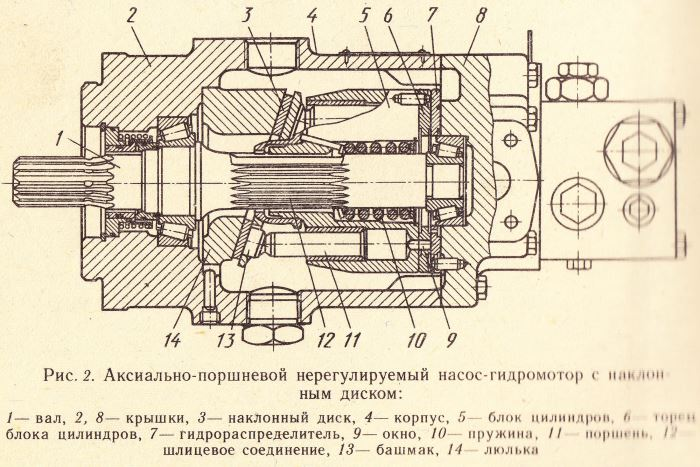 2 3 4 5 6 7 8
1
14 13 12 11 10 9
Рис. 2. Аксиально-поршневой нерегулируемый насос-гидромотор с наклон-
ным диском:
1— вал, 2, 8— крышки, 3— наклонный диск, 4— корпус, 5— блок цилиндров, 6— торец
блока цилиндров, 7— гидрораспределитель, 9— окно, 10— пружина, 11— поршень, 12—
шлицевое соединение, 13— башмак, 14— люлька